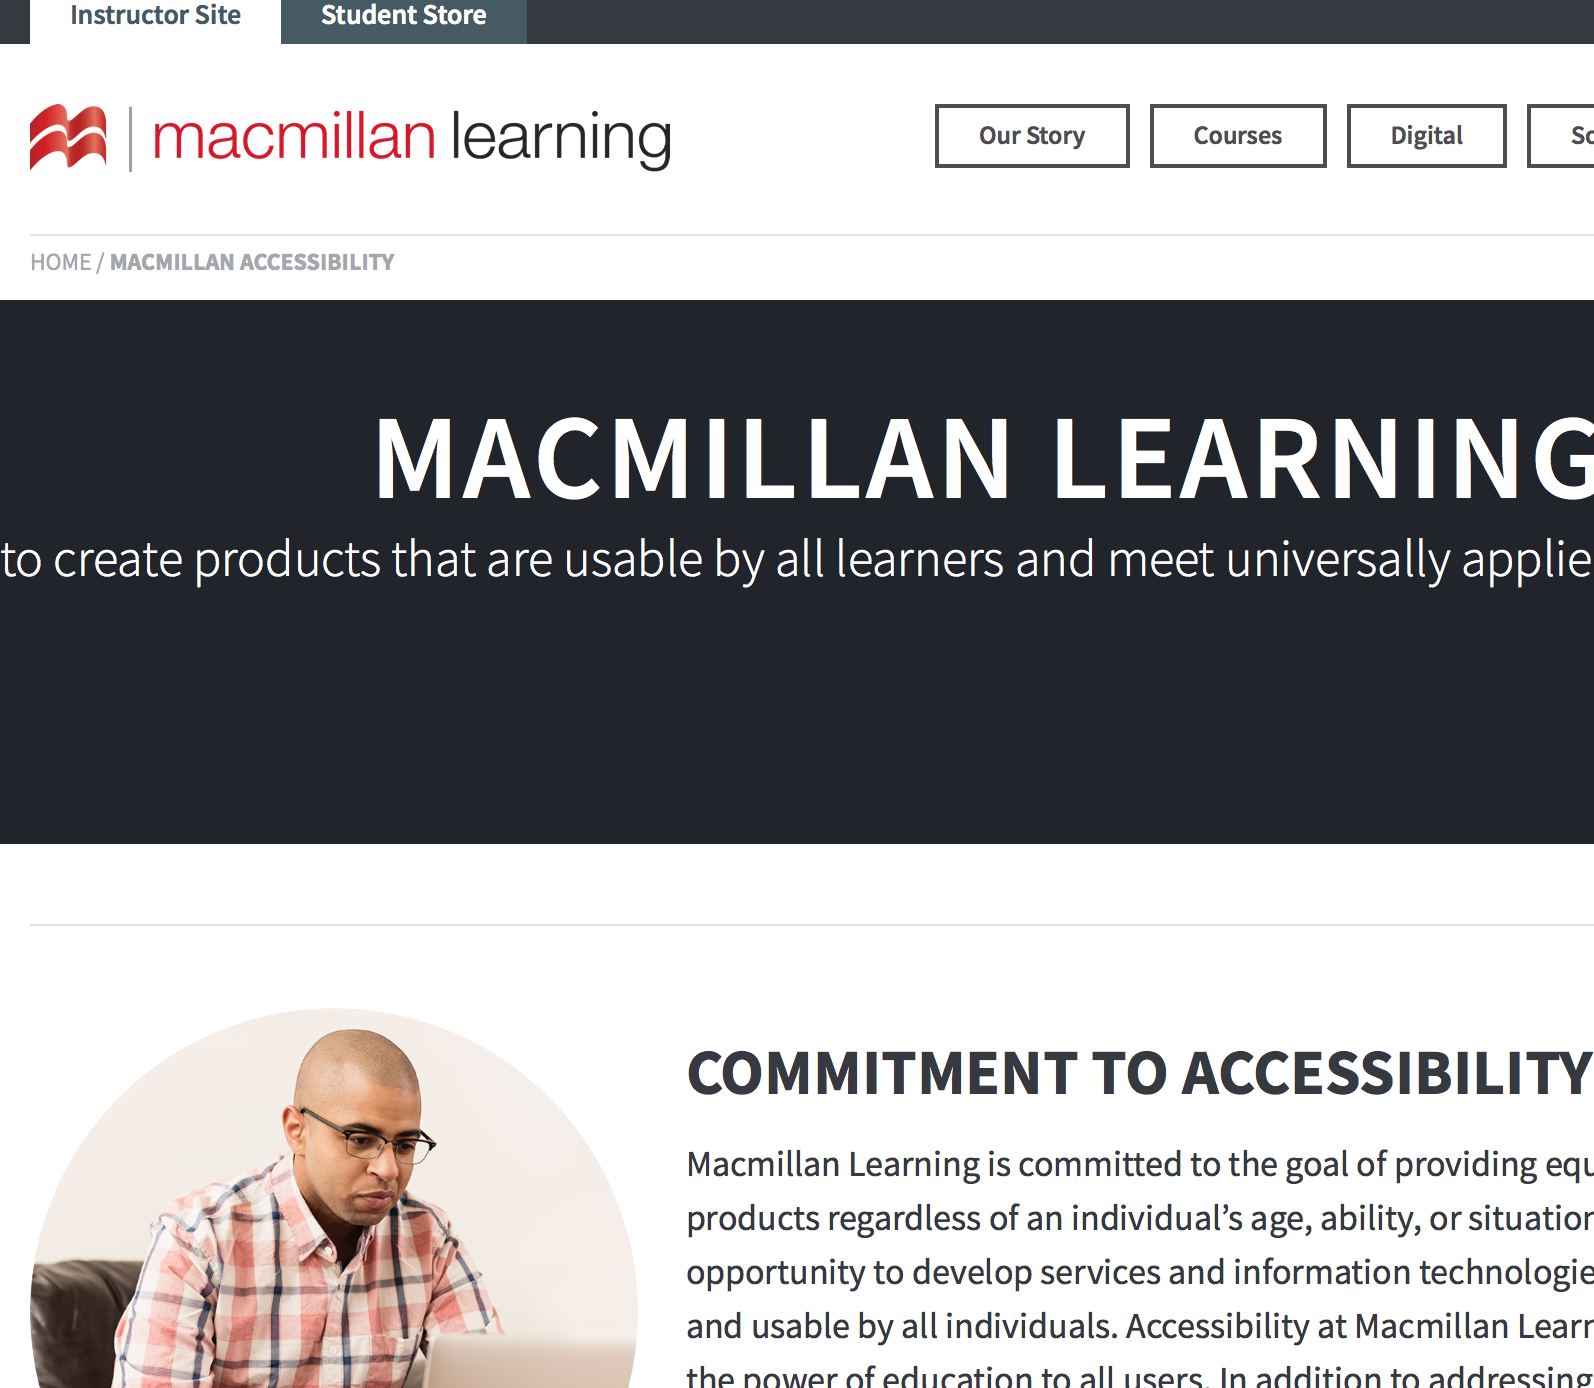 Instructor Site
Student Store
macmillan learning
Our Story
Courses
Digital
HOME / MACMILLAN ACCESSIBILITY
MACMILLAN LEARNING
to create products that are usable by all learners and meet universally applie
COMMITMENT TO ACCESSIBILITY
Macmillan Learning is committed to the goal of providing equ
products regardless of an individual’s age, ability, or situation
opportunity to develop services and information technologie
and usable by all individuals. Accessibility at Macmillan Learn
the power of education to all users. In addition to addressing